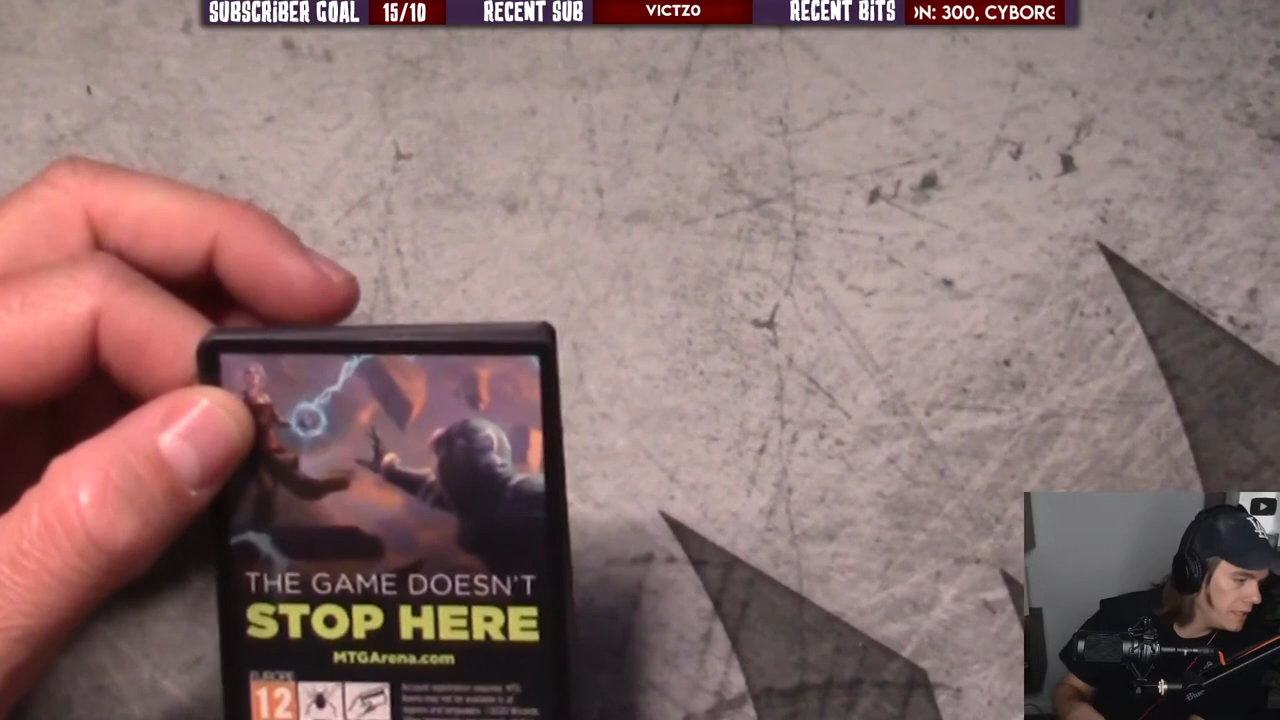 SUBSCRIBER GOAL 15/10 RECENT SUB VICTZ0 RECENT BITS N: 300, CYBORG
THE GAME DOESN'T
STOP HERE
MTGArena.com
EUROPE
12